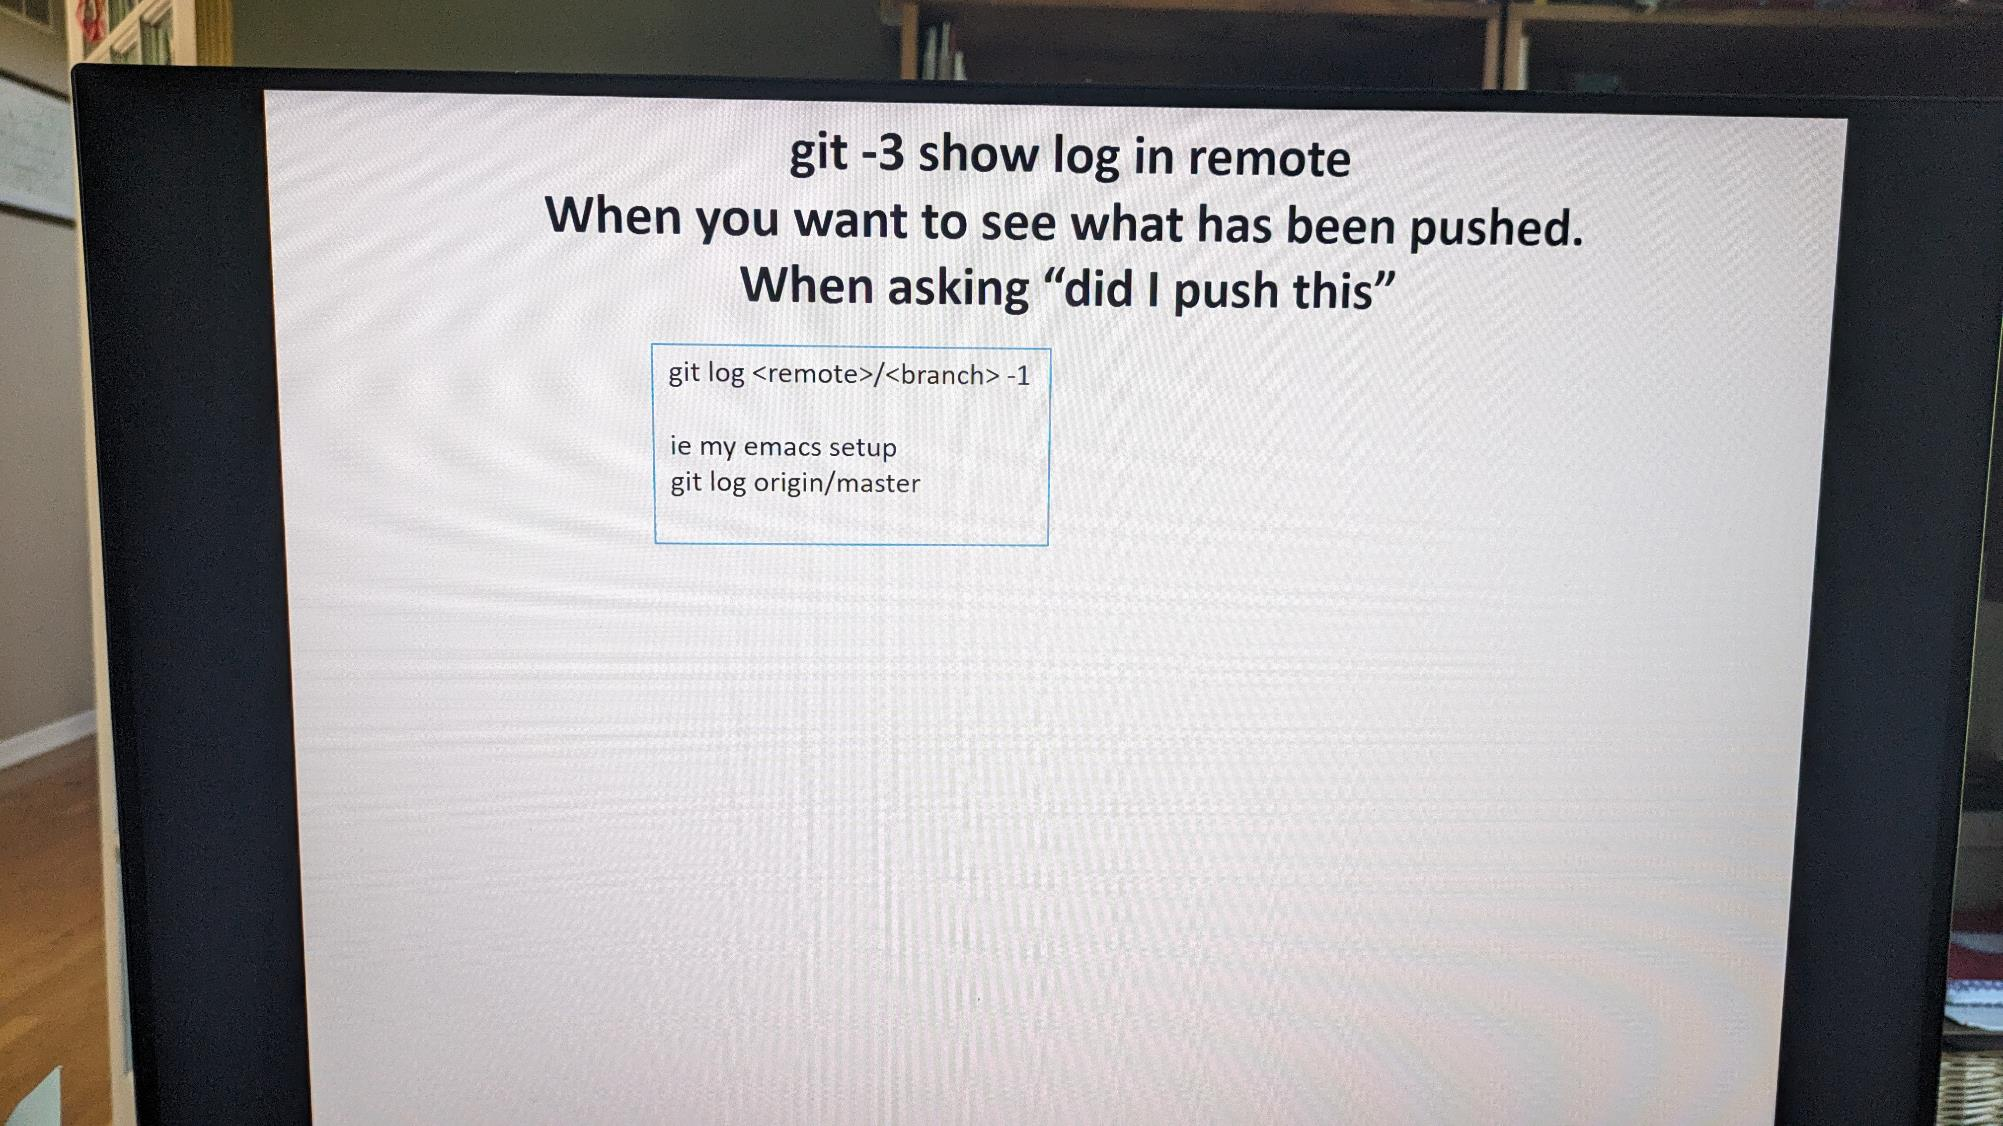 git -3 show log in remote
When you want to see what has been pushed.
When asking “did I push this”
git log <remote>/<branch> -1
ie my emacs setup
git log origin/master